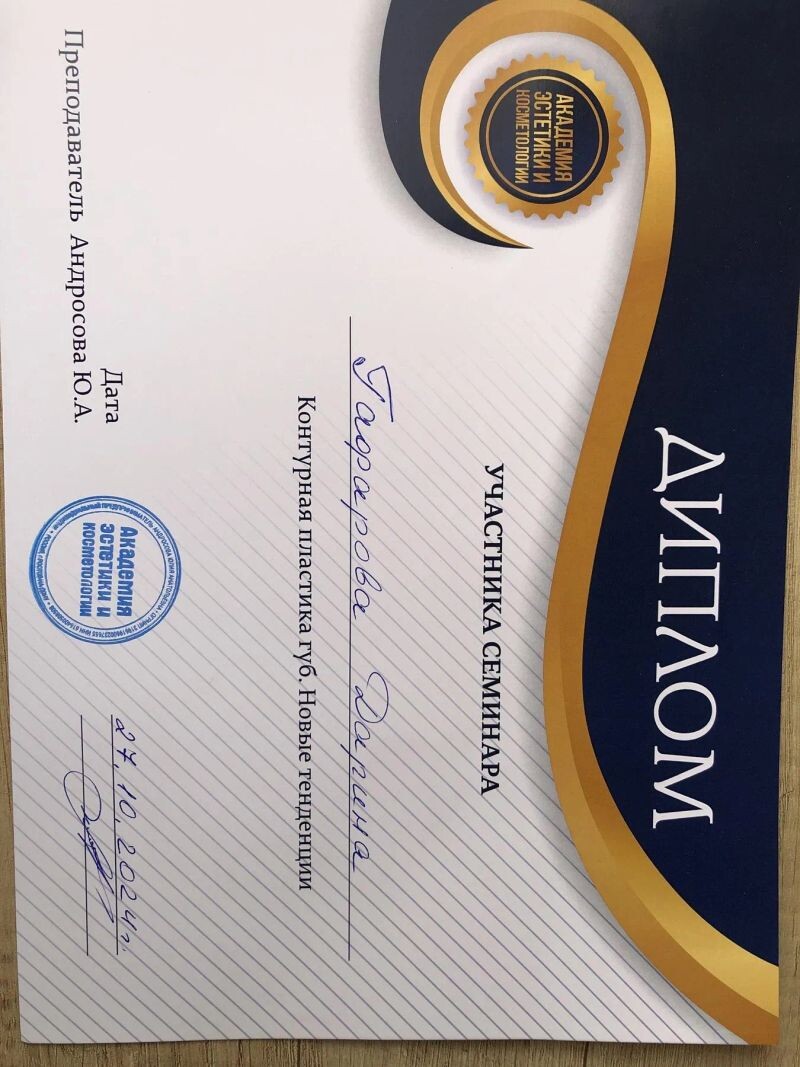 АКАДЕМИЯ
ЭСТЕТИКИ И
КОСМЕТОЛОГИИ
ДИПЛОМ
УЧАСТНИКА СЕМИНАРА
Гафарова Дарина
Контурная пластика губ. Новые тенденции
Дата 27.10.2024г.
Преподаватель Андросова Ю.А.
Академия
эстетики и
косметологии